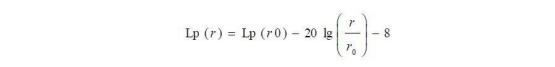 Lp (r) = Lp (r0) − 20 lg(r/r₀) − 8